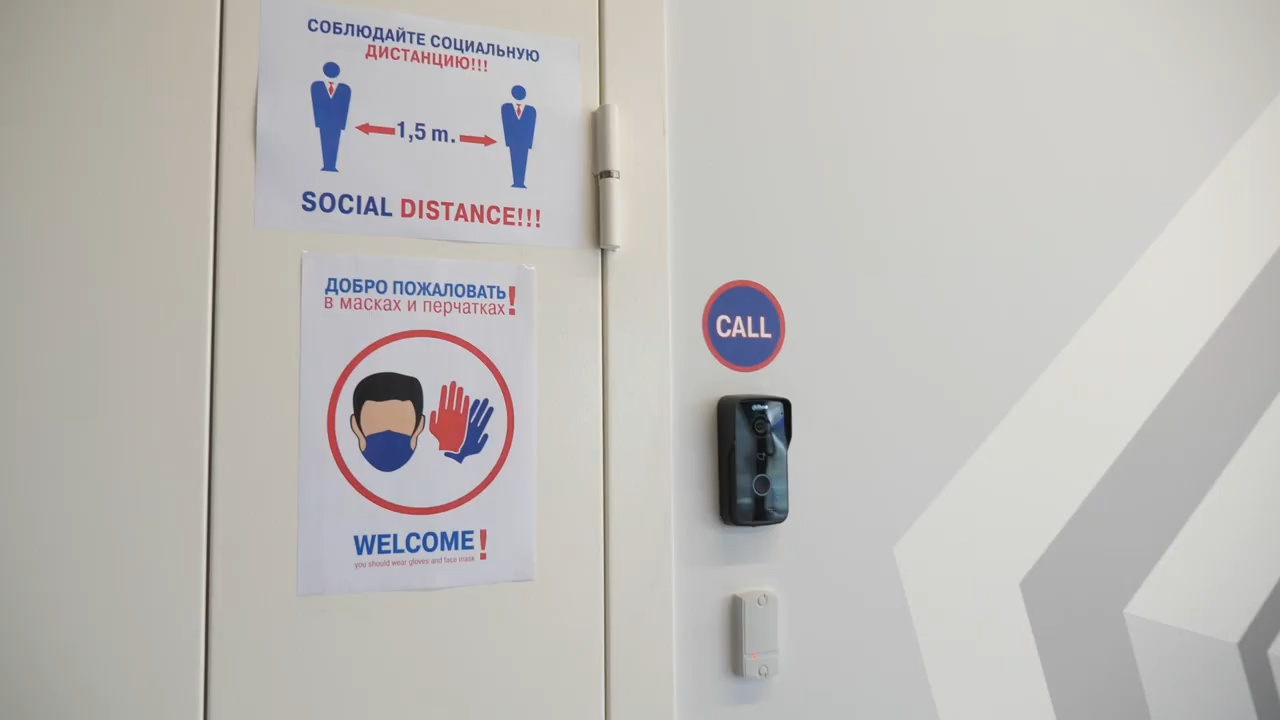 СОБЛЮДАЙТЕ СОЦИАЛЬНУЮ
ДИСТАНЦИЮ!!!
1,5 m.
SOCIAL DISTANCE!!!
ДОБРО ПОЖАЛОВАТЬ
в масках и перчатках!
WELCOME!
you should wear gloves and face mask
CALL